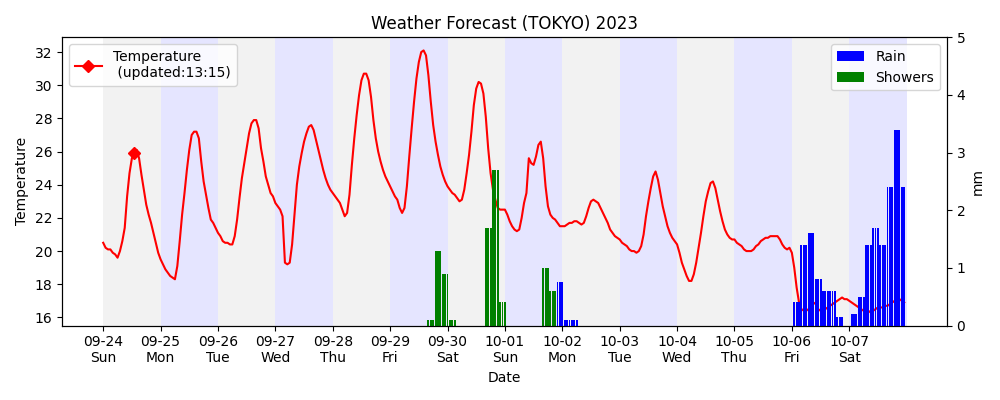 Weather Forecast (TOKYO) 2023
Temperature
(updated:13:15)
Rain
Showers
Temperature
32
30
28
26
24
22
20
18
16
5
4
3
2
1
0
mm
09-24 09-25 09-26 09-27 09-28 09-29 09-30 10-01 10-02 10-03 10-04 10-05 10-06 10-07
Sun Mon Tue Wed Thu Fri Sat Sun Mon Tue Wed Thu Fri Sat
Date